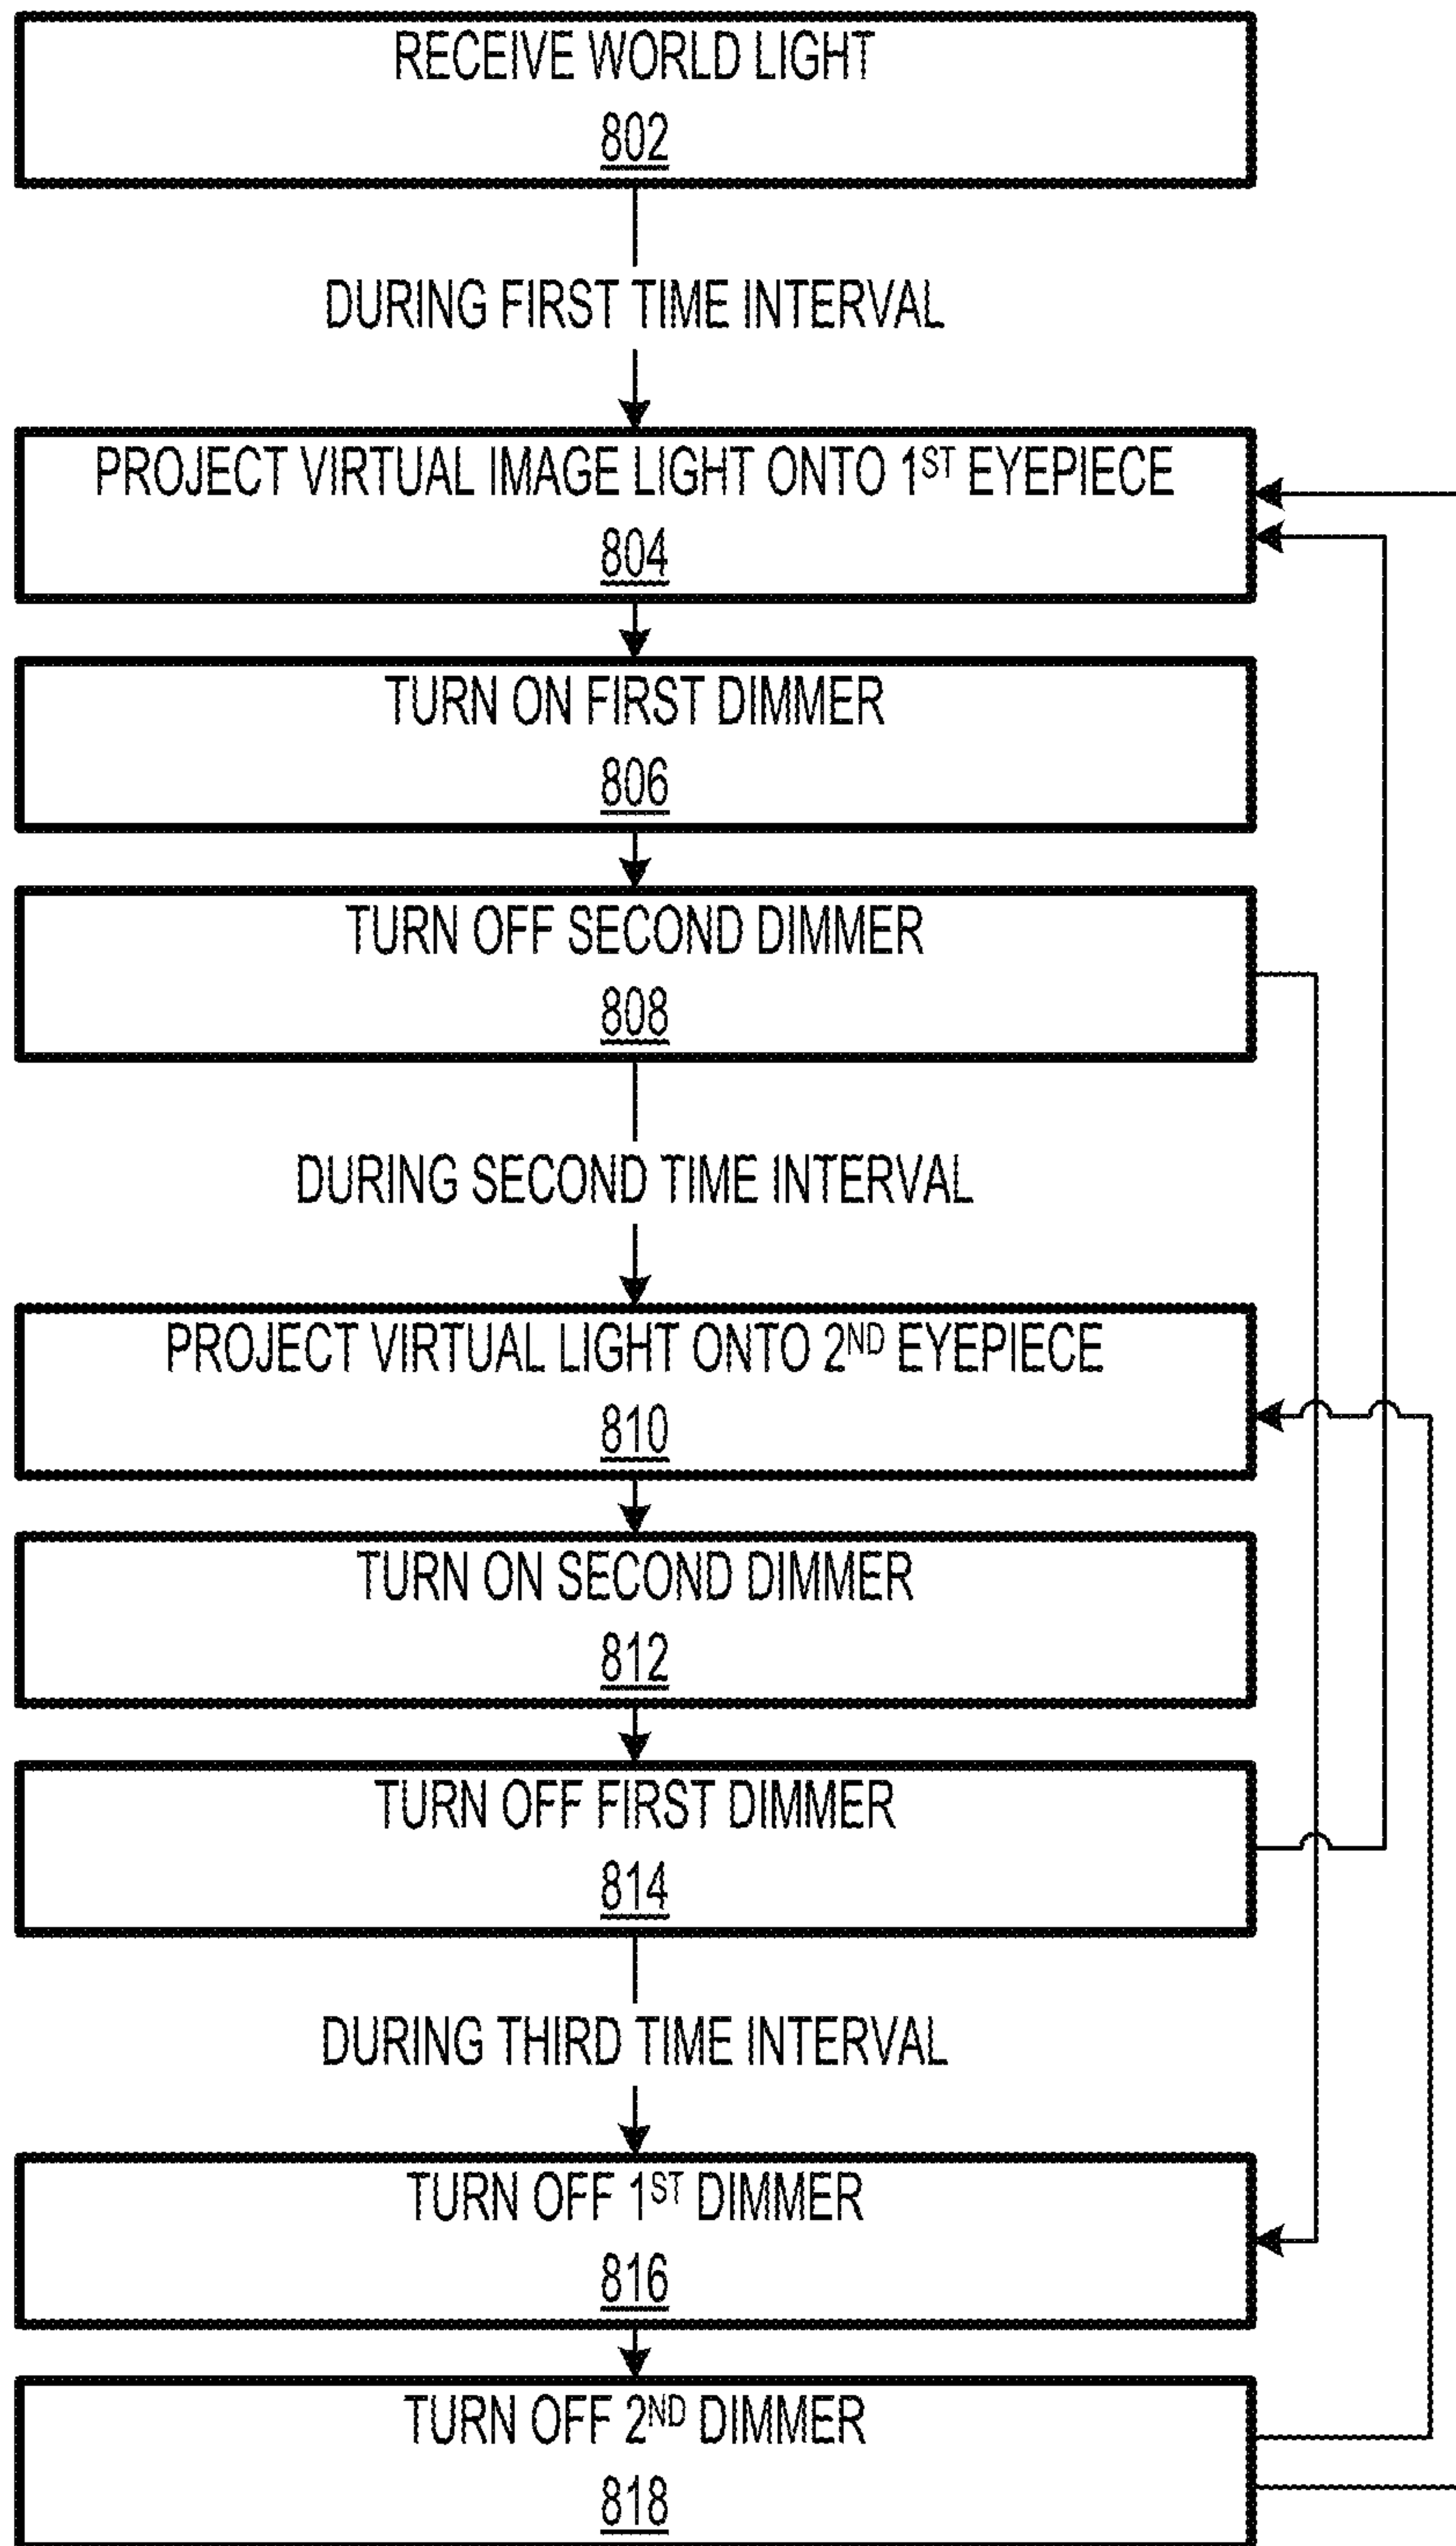 RECEIVE WORLD LIGHT
802
DURING FIRST TIME INTERVAL
PROJECT VIRTUAL IMAGE LIGHT ONTO 1ST EYEPIECE
804
TURN ON FIRST DIMMER
806
TURN OFF SECOND DIMMER
808
DURING SECOND TIME INTERVAL
PROJECT VIRTUAL LIGHT ONTO 2ND EYEPIECE
810
TURN ON SECOND DIMMER
812
TURN OFF FIRST DIMMER
814
DURING THIRD TIME INTERVAL
TURN OFF 1ST DIMMER
816
TURN OFF 2ND DIMMER
818